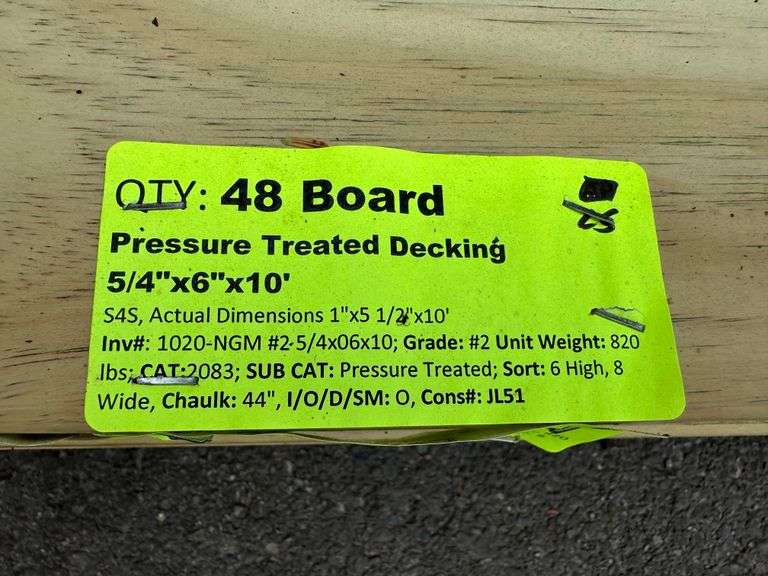 QTY: 48 Board
Pressure Treated Decking
5/4"x6"x10'
S4S, Actual Dimensions 1"x5 1/2"x10'
Inv#: 1020-NGM #2 5/4x06x10; Grade: #2 Unit Weight: 820
lbs; CAT:2083; SUB CAT: Pressure Treated; Sort: 6 High, 8
Wide, Chaulk: 44", I/O/D/SM: O, Cons#: JL51